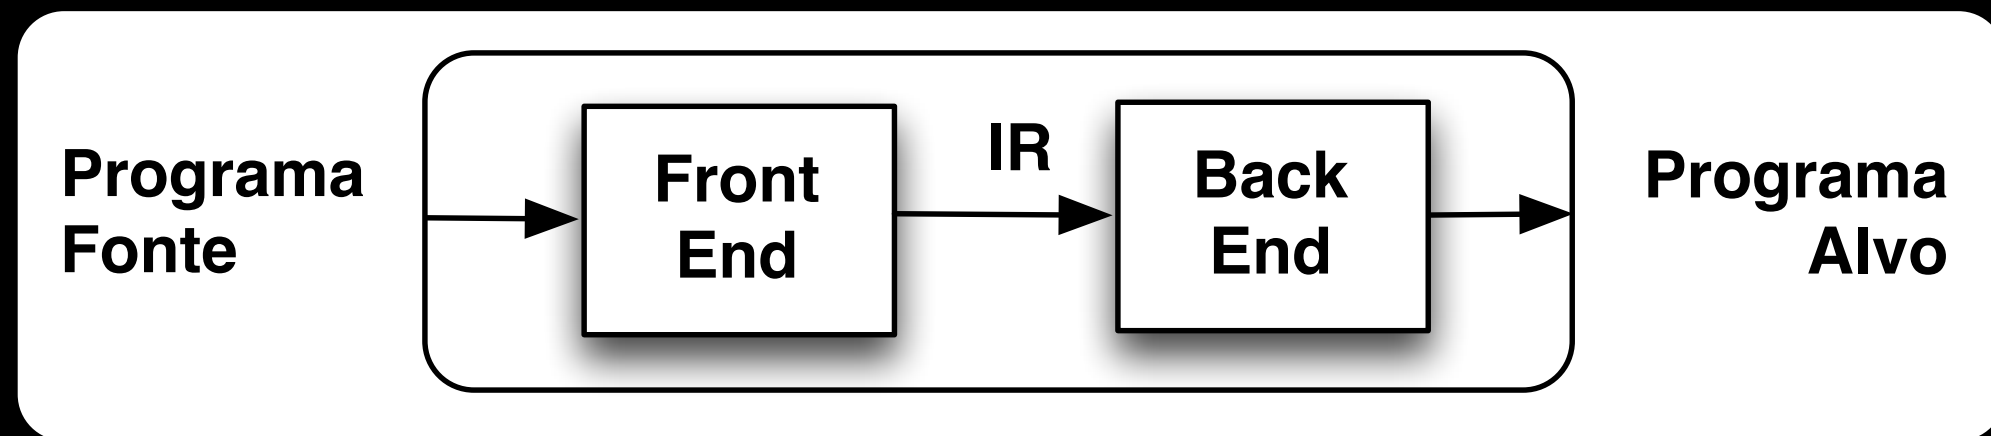 Programa
Fonte
Front
End
IR
Back
End
Programa
Alvo